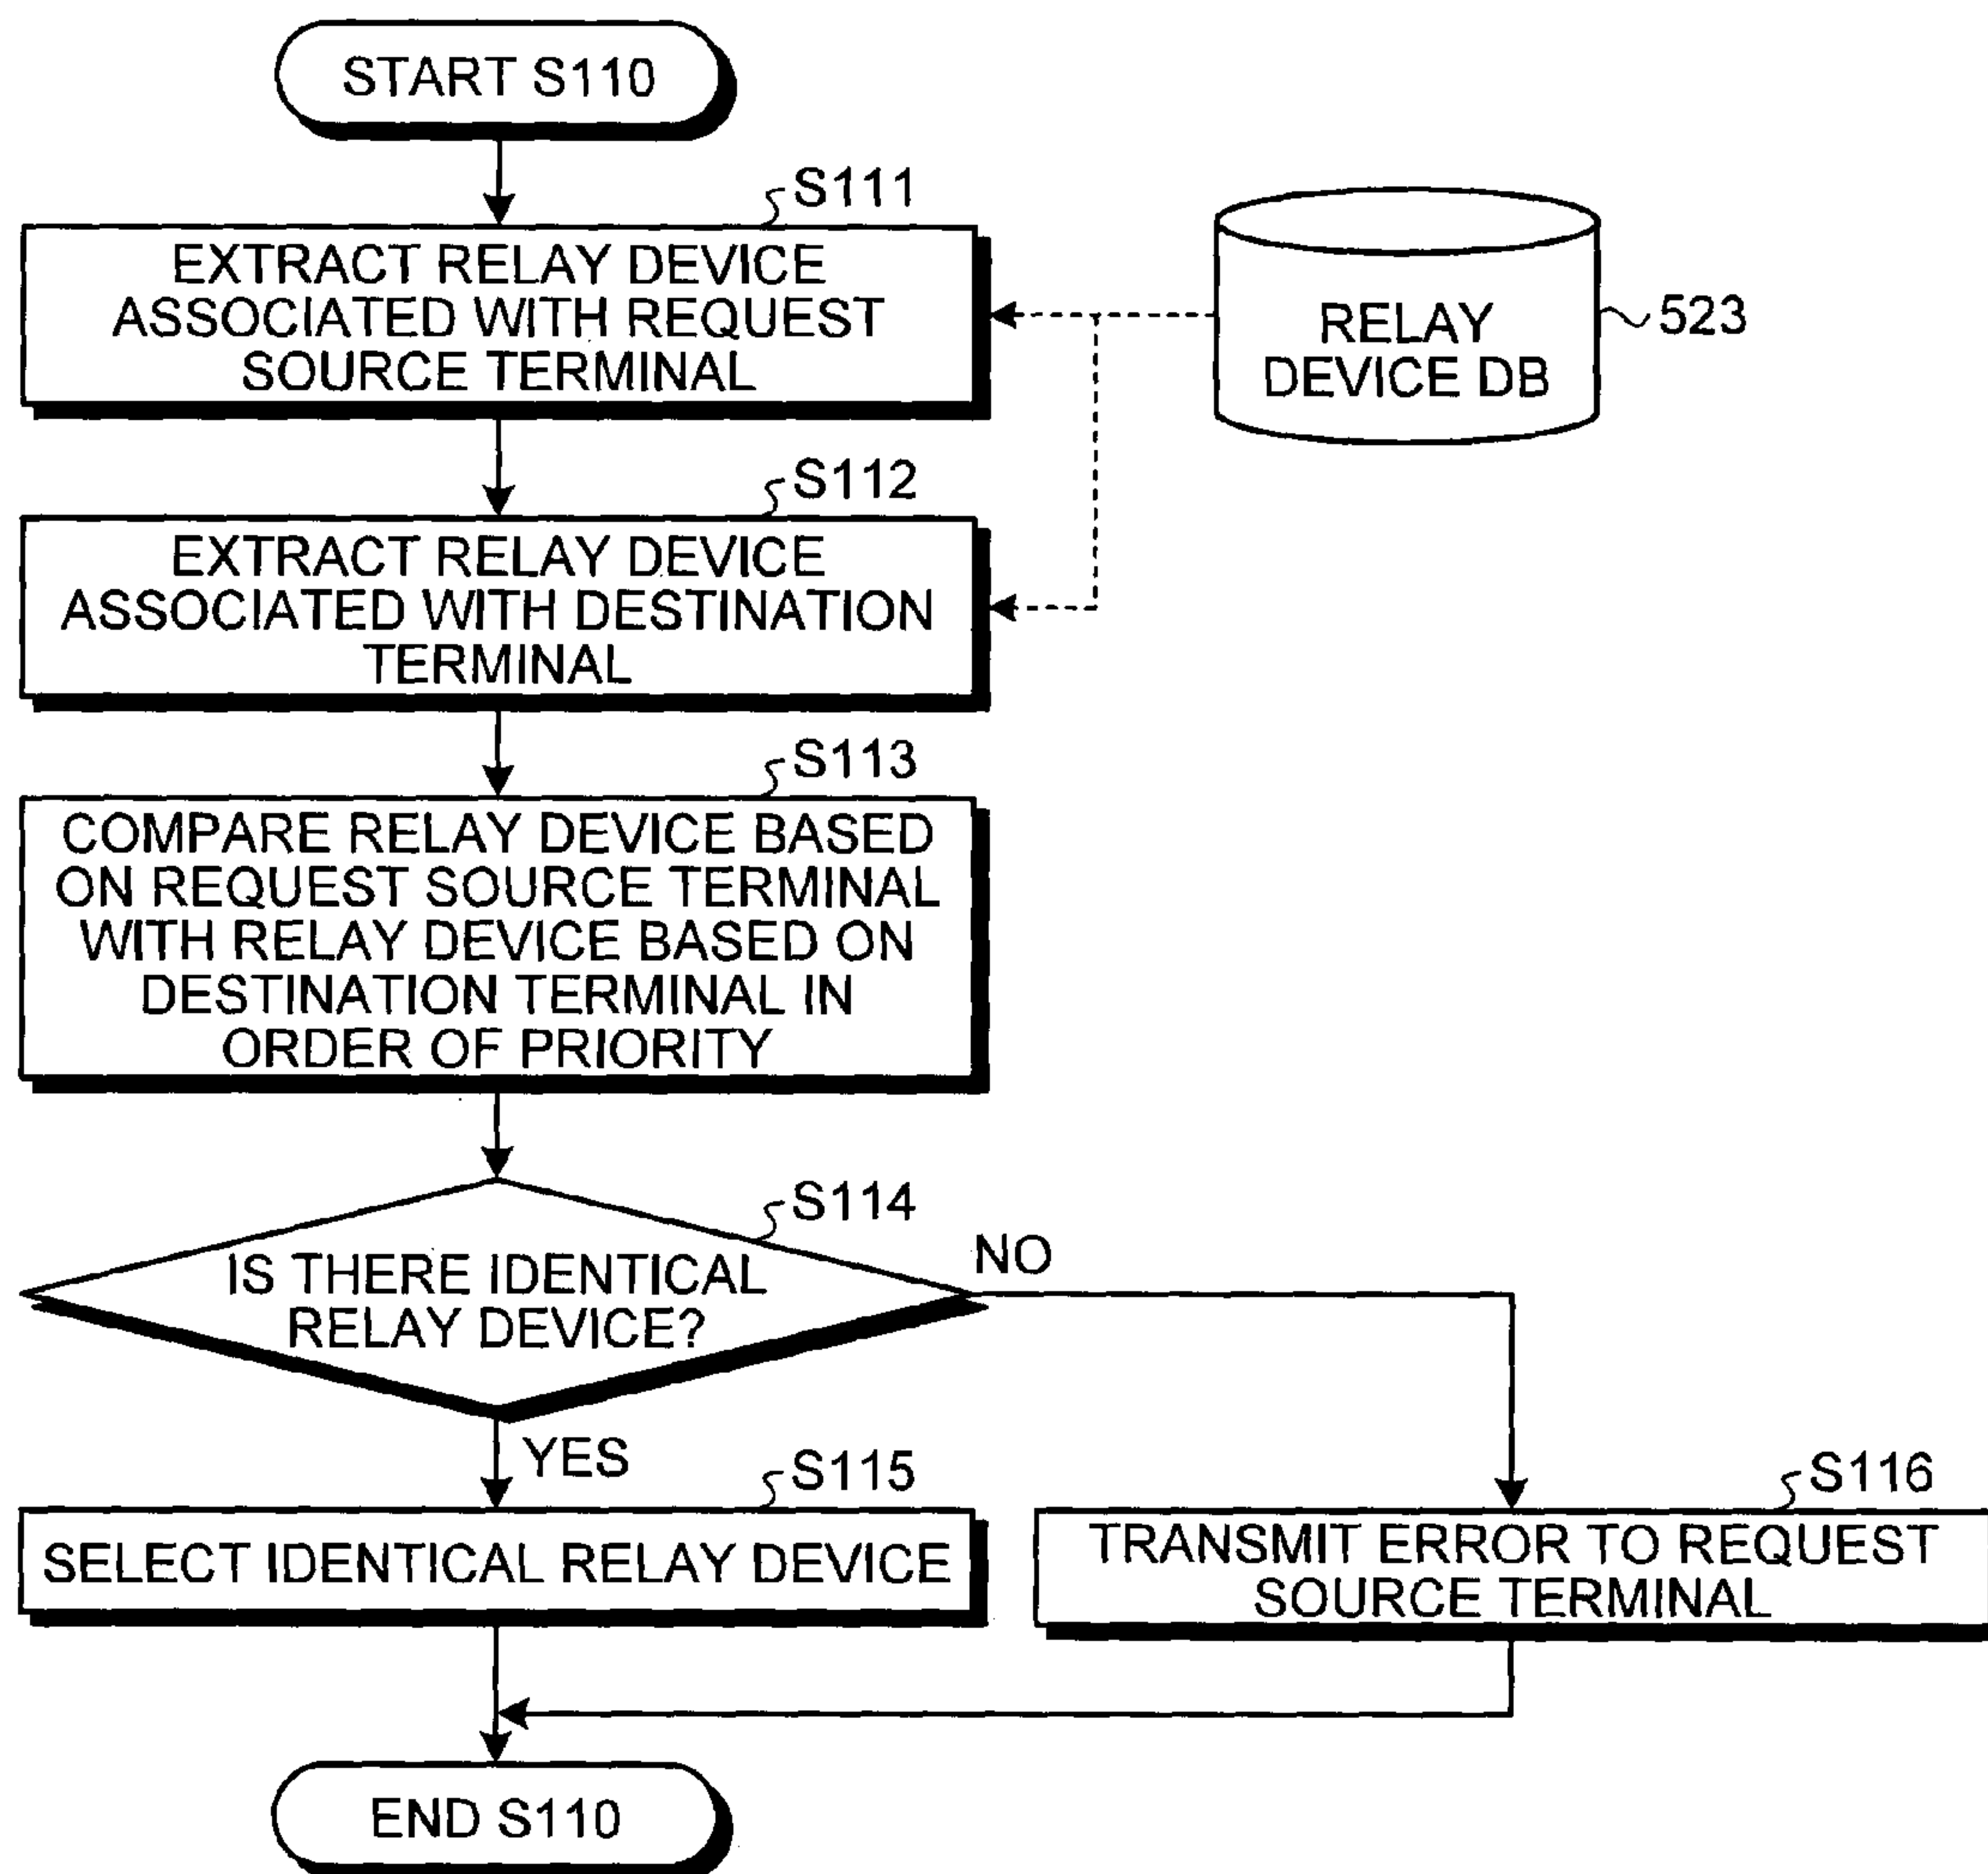 START S110
S111
EXTRACT RELAY DEVICE
ASSOCIATED WITH REQUEST
SOURCE TERMINAL
RELAY
DEVICE DB
523
S112
EXTRACT RELAY DEVICE
ASSOCIATED WITH DESTINATION
TERMINAL
S113
COMPARE RELAY DEVICE BASED
ON REQUEST SOURCE TERMINAL
WITH RELAY DEVICE BASED ON
DESTINATION TERMINAL IN
ORDER OF PRIORITY
S114
IS THERE IDENTICAL
RELAY DEVICE?
NO
YES
S115
SELECT IDENTICAL RELAY DEVICE
S116
TRANSMIT ERROR TO REQUEST
SOURCE TERMINAL
END S110